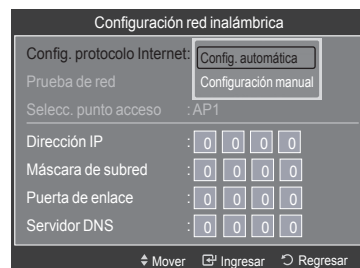 Configuración red inalámbrica
Config. protocolo Internet: Config. automática
Configuración manual
Prueba de red
Selecc. punto acceso : AP1
Dirección IP : 0 0 0 0
Máscara de subred : 0 0 0 0
Puerta de enlace : 0 0 0 0
Servidor DNS : 0 0 0 0
Mover Ingresar Regresar